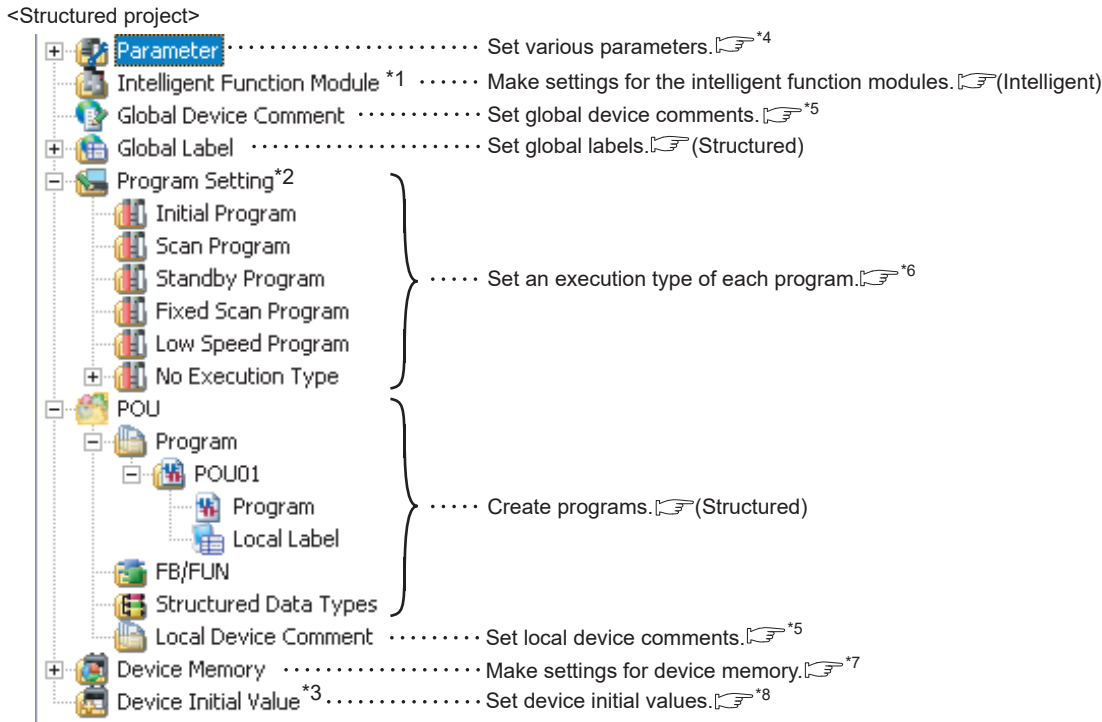 <Structured project>
Parameter Set various parameters. *4
Intelligent Function Module *1 Make settings for the intelligent function modules. (Intelligent)
Global Device Comment Set global device comments. *5
Global Label Set global labels. (Structured)
Program Setting*2
Initial Program
Scan Program
Standby Program Set an execution type of each program. *6
Fixed Scan Program
Low Speed Program
No Execution Type
POU
Program
POU01
Program Create programs. (Structured)
Local Label
FB/FUN
Structured Data Types
Local Device Comment Set local device comments. *5
Device Memory Make settings for device memory. *7
Device Initial Value*3 Set device initial values. *8